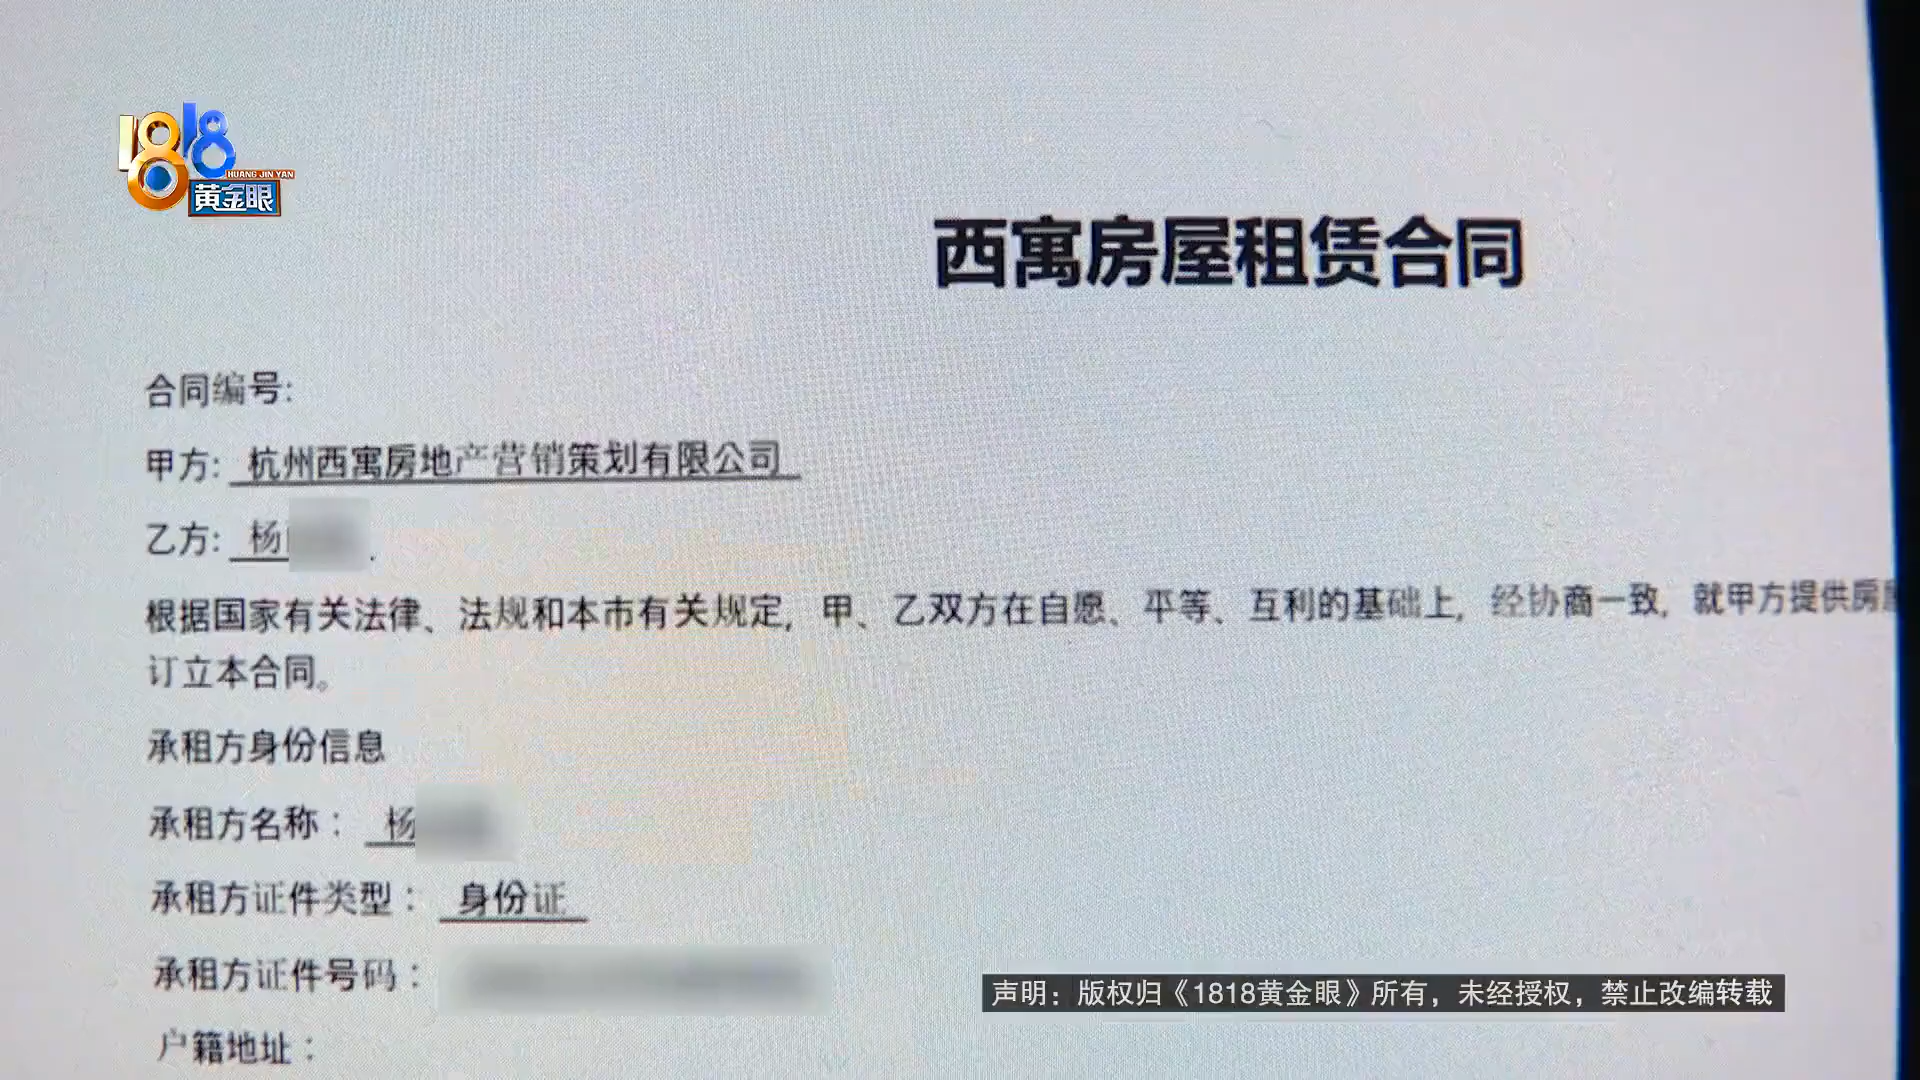 1818
HUANG JIN YAN
黄金眼
西寓房屋租赁合同
合同编号:
甲方: 杭州西寓房地产营销策划有限公司
乙方: 杨
根据国家有关法律、法规和本市有关规定, 甲、乙双方在自愿、平等、互利的基础上, 经协商一致, 就甲方提供房屋
订立本合同。
承租方身份信息
承租方名称： 杨
承租方证件类型： 身份证
承租方证件号码：
户籍地址：
声明：版权归《1818黄金眼》所有，未经授权，禁止改编转载